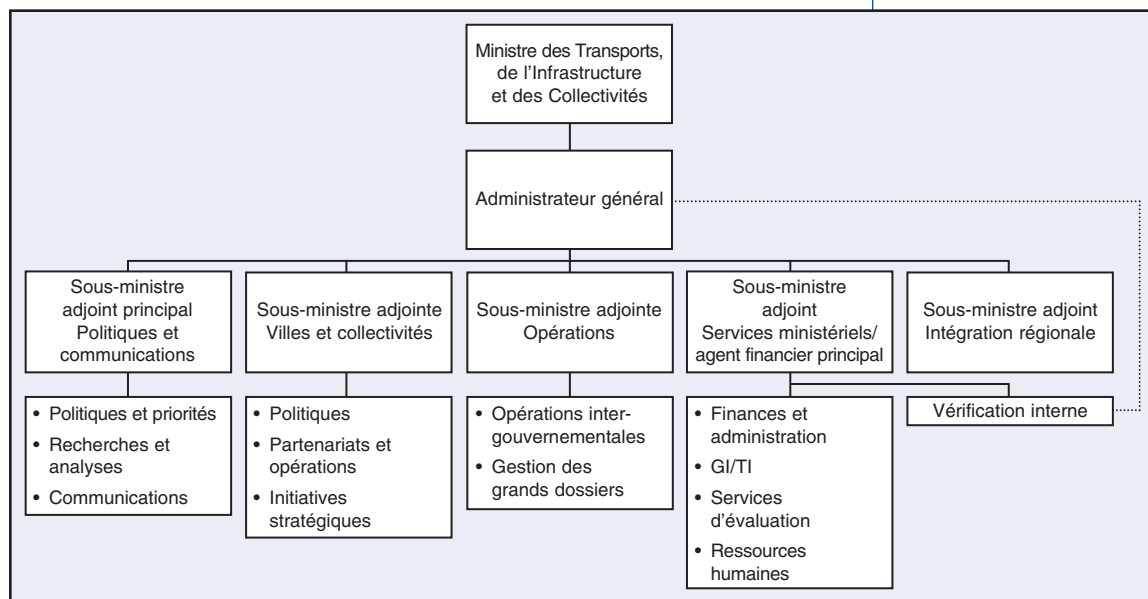 Ministre des Transports,
de l'Infrastructure
et des Collectivités
Administrateur général
Sous-ministre
adjoint principal
Politiques et
communications
Sous-ministre adjointe
Villes et collectivités
Sous-ministre adjointe
Opérations
Sous-ministre
adjoint
Services ministériels/
agent financier principal
Sous-ministre adjoint
Intégration régionale
• Politiques et priorités
• Recherches et
analyses
• Communications
• Politiques
• Partenariats et
opérations
• Initiatives
stratégiques
• Opérations inter-
gouvernementales
• Gestion des
grands dossiers
• Finances et
administration
• GI/TI
• Services
d'évaluation
• Ressources
humaines
Vérification interne